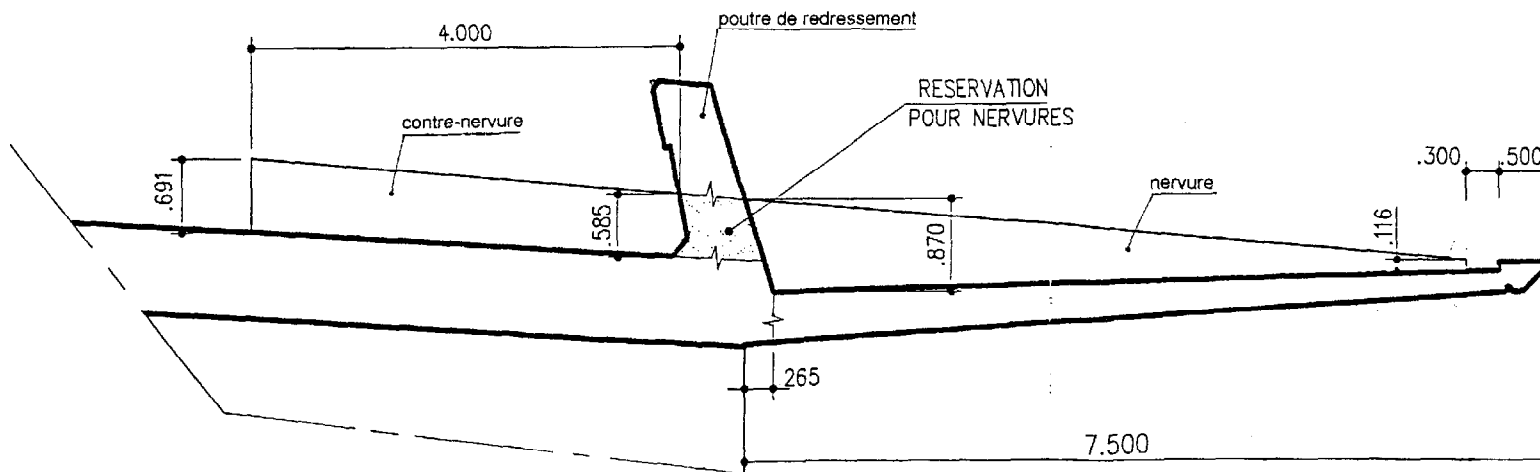 poutre de redressement
4.000
RESERVATION
POUR NERVURES
contre-nervure
.300
.500
.691
nervure
.585
.870
.116
265
7.500